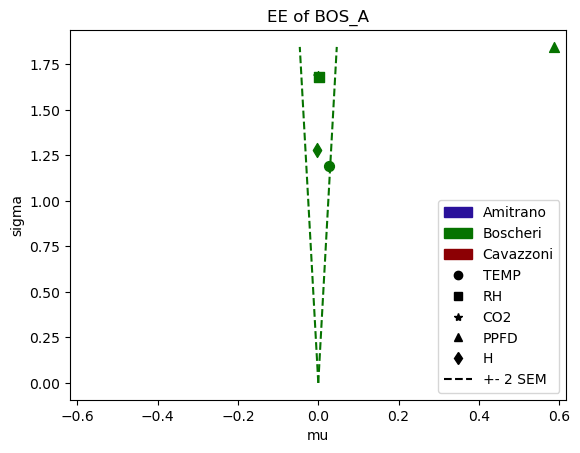 EE of BOS_A
sigma
1.75
1.50
1.25
1.00
0.75
0.50
0.25
0.00
Amitrano
Boscheri
Cavazzoni
TEMP
RH
CO2
PPFD
H
+- 2 SEM
−0.6
−0.4
−0.2
0.0
0.2
0.4
0.6
mu